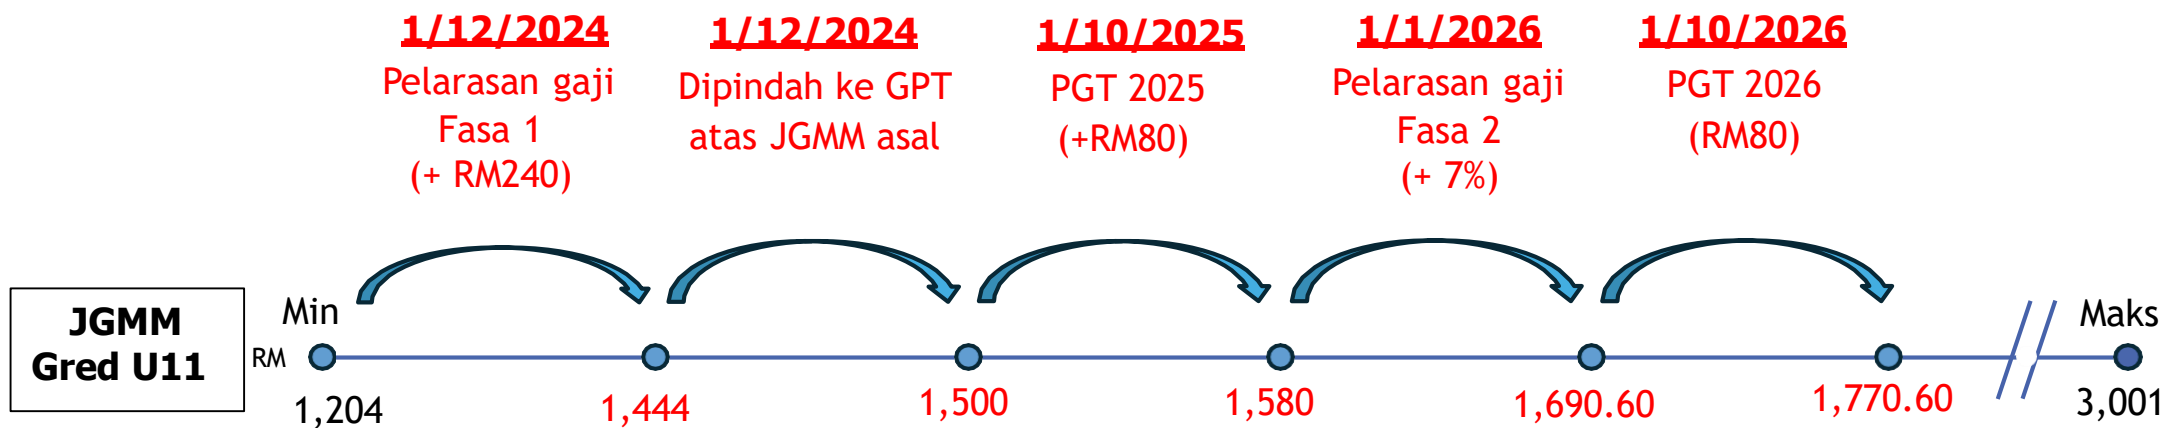 1/12/2024
Pelarasan gaji
Fasa 1
(+ RM240)
1/12/2024
Dipindah ke GPT
atas JGMM asal
1/10/2025
PGT 2025
(+RM80)
1/1/2026
Pelarasan gaji
Fasa 2
(+ 7%)
1/10/2026
PGT 2026
(RM80)
JGMM
Gred U11
RM
Min
1,204
1,444
1,500
1,580
1,690.60
1,770.60
Maks
3,001